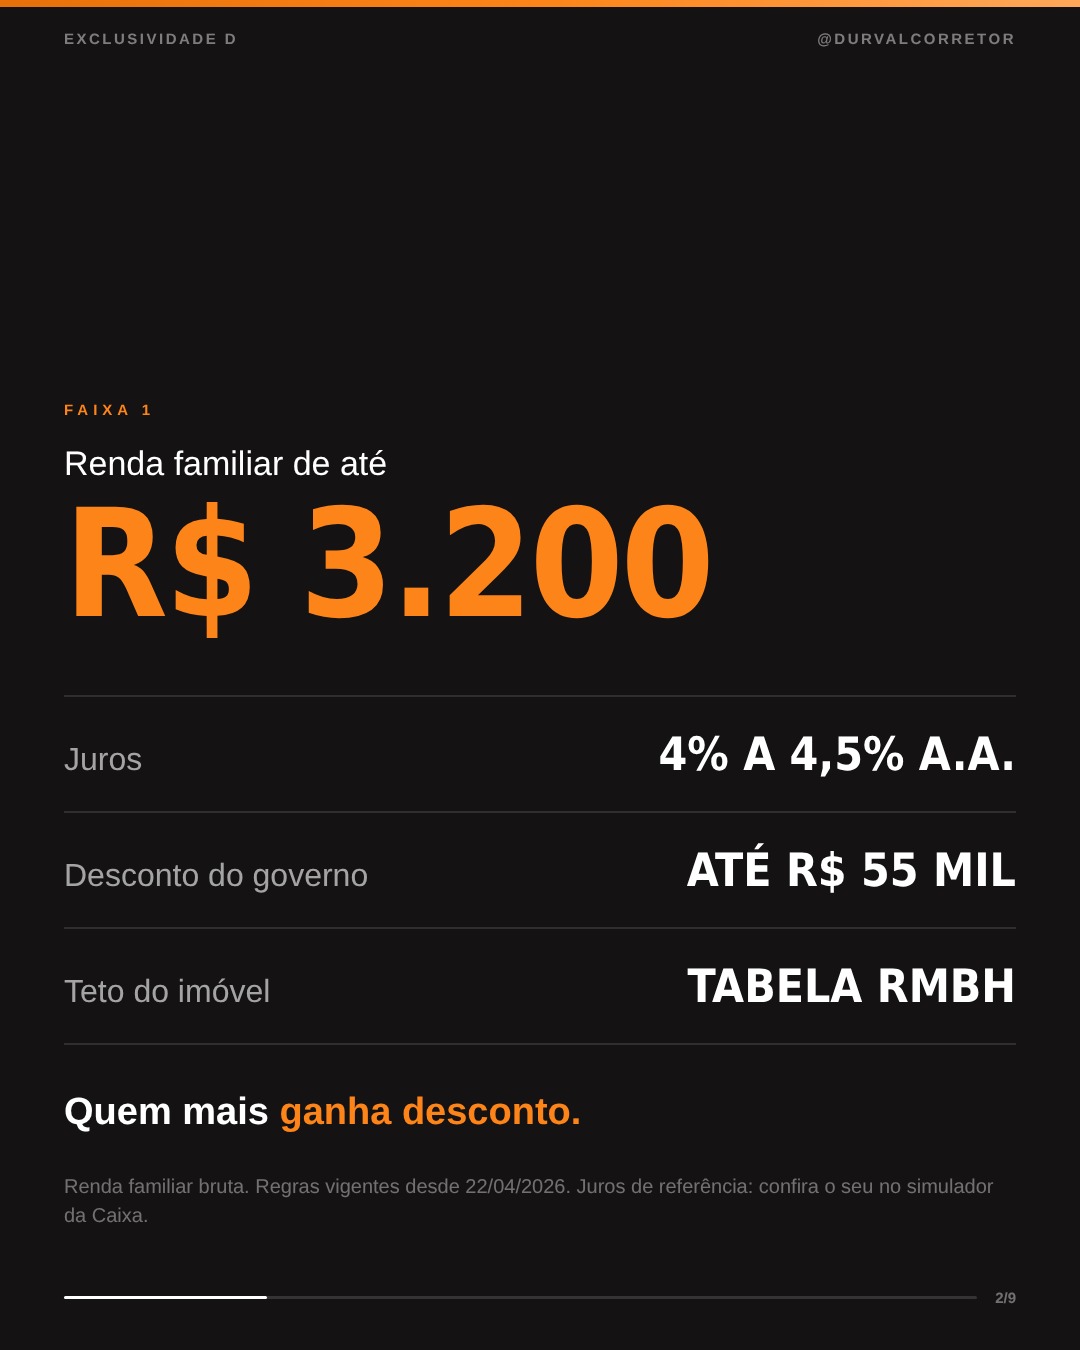 EXCLUSIVIDADE D
@DURVALCORRETOR
FAIXA 1
Renda familiar de até
R$ 3.200
Juros
4% A 4,5% A.A.
Desconto do governo
ATÉ R$ 55 MIL
Teto do imóvel
TABELA RMBH
Quem mais ganha desconto.
Renda familiar bruta. Regras vigentes desde 22/04/2026. Juros de referência: confira o seu no simulador
da Caixa.
2/9